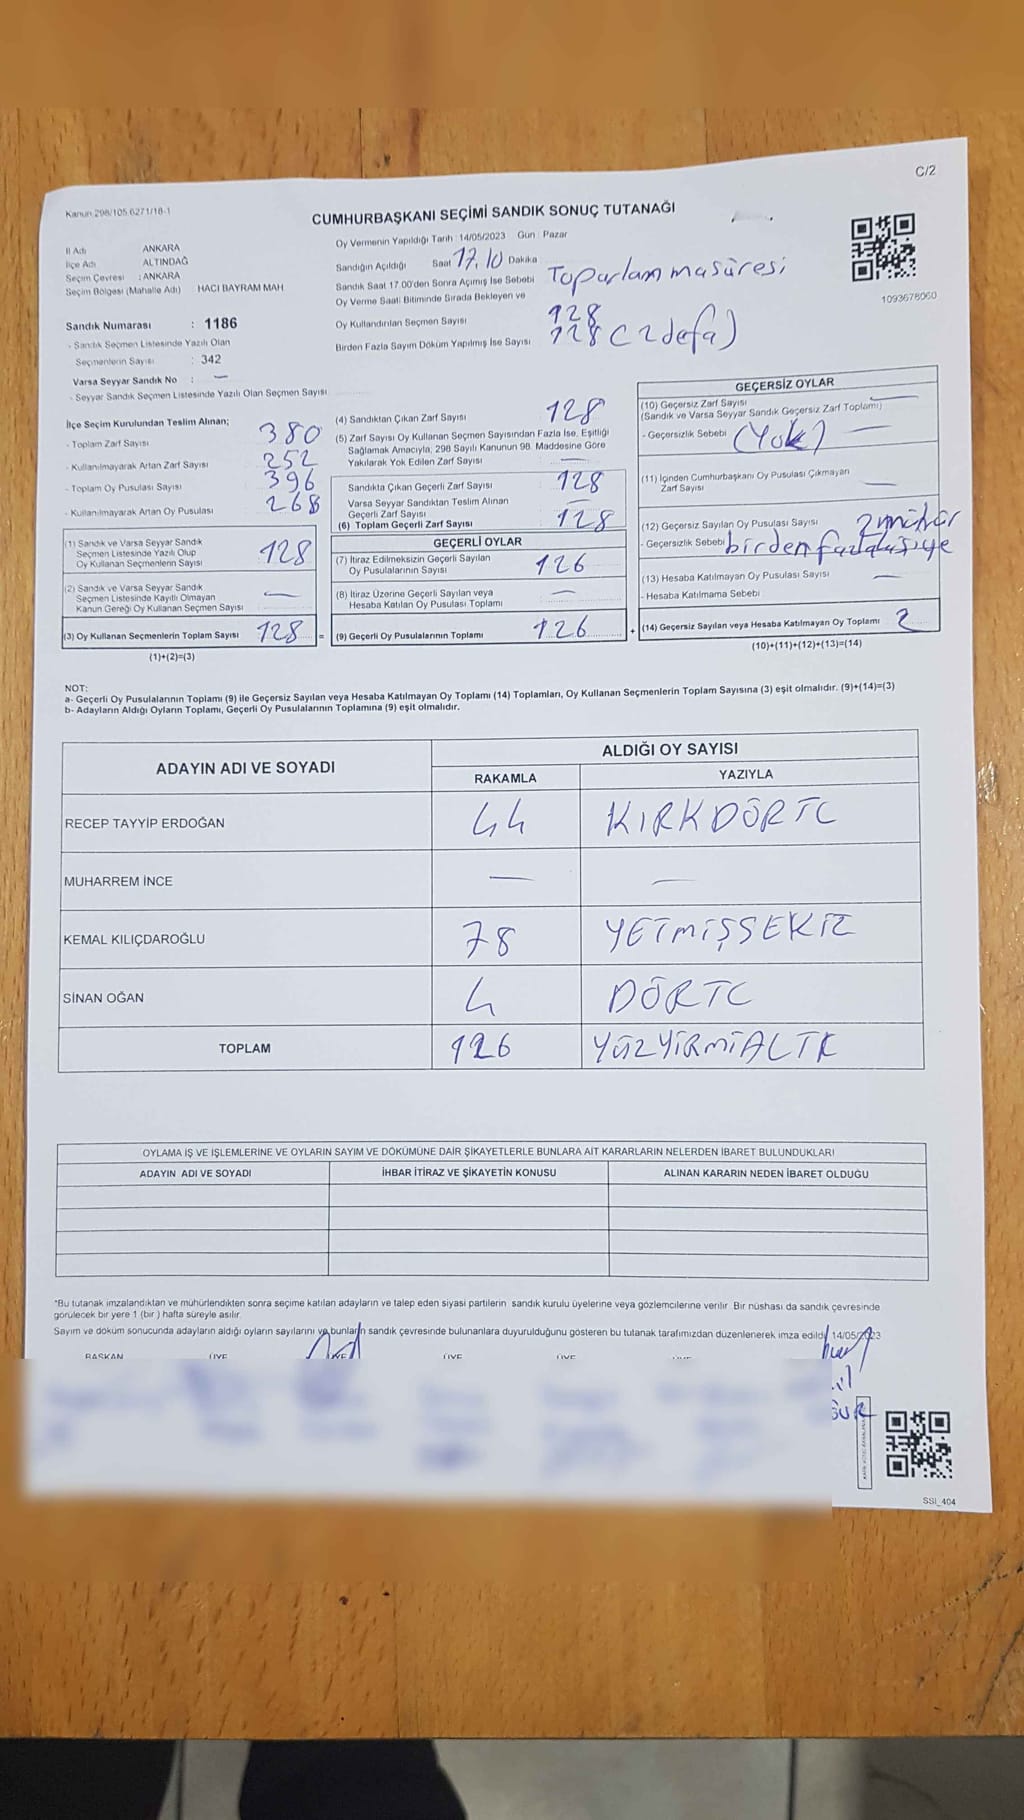 C/2
Kanun 298/105.6271/18-1
CUMHURBAŞKANI SEÇİMİ SANDIK SONUÇ TUTANAĞI
İl Adı ANKARA
İlçe Adı ALTINDAĞ
Seçim Çevresi : ANKARA
Seçim Bölgesi (Mahalle Adı) HACI BAYRAM MAH
Oy Vermenin Yapıldığı Tarih : 14/05/2023 Gün : Pazar
Sandığın Açıldığı Saat 17,10 Dakika
Sandık Saat 17.00'den Sonra Açımış İse Sebebi Toparlam masüresi
Oy Verme Saati Bitiminde Sırada Bekleyen ve
Oy Kullandırılan Seçmen Sayısı 128
Birden Fazla Sayım Döküm Yapılmış İse Sayısı 128 (2 defa)
1093678060
Sandık Numarası : 1186
- Sandık Seçmen Listesinde Yazılı Olan
Seçmenlerin Sayısı : 342
Varsa Seyyar Sandık No : —
- Seyyar Sandık Seçmen Listesinde Yazılı Olan Seçmen Sayısı
İlçe Seçim Kurulundan Teslim Alınan;
- Toplam Zarf Sayısı 380
- Kullanılmayarak Artan Zarf Sayısı 252
- Toplam Oy Pusulası Sayısı 396
- Kullanılmayarak Artan Oy Pusulası 268
(1) Sandık ve Varsa Seyyar Sandık
Seçmen Listesinde Yazılı Olup
Oy Kullanan Seçmenlerin Sayısı 128
(2) Sandık ve Varsa Seyyar Sandık
Seçmen Listesinde Kayıtlı Olmayan
Kanun Gereği Oy Kullanan Seçmen Sayısı —
(3) Oy Kullanan Seçmenlerin Toplam Sayısı 128 =
(1)+(2)=(3)
(4) Sandıktan Çıkan Zarf Sayısı 128
(5) Zarf Sayısı Oy Kullanan Seçmen Sayısından Fazla İse, Eşitliği
Sağlamak Amacıyla; 298 Sayılı Kanunun 98. Maddesine Göre
Yakılarak Yok Edilen Zarf Sayısı —
Sandıkta Çıkan Geçerli Zarf Sayısı 128
Varsa Seyyar Sandıktan Teslim Alınan
Geçerli Zarf Sayısı —
(6) Toplam Geçerli Zarf Sayısı 128
GEÇERLİ OYLAR
(7) İtiraz Edilmeksizin Geçerli Sayılan
Oy Pusulalarının Sayısı 126
(8) İtiraz Üzerine Geçerli Sayılan veya
Hesaba Katılan Oy Pusulası Toplamı —
(9) Geçerli Oy Pusulalarının Toplamı 126 +
GEÇERSİZ OYLAR
(10) Geçersiz Zarf Sayısı
(Sandık ve Varsa Seyyar Sandık Geçersiz Zarf Toplamı) —
- Geçersizlik Sebebi (Yok)
(11) İçinden Cumhurbaşkanı Oy Pusulası Çıkmayan
Zarf Sayısı —
(12) Geçersiz Sayılan Oy Pusulası Sayısı 2 mühür
- Geçersizlik Sebebi birden
(13) Hesaba Katılmayan Oy Pusulası Sayısı —
- Hesaba Katılmama Sebebi
(14) Geçersiz Sayılan veya Hesaba Katılmayan Oy Toplamı 2
(10)+(11)+(12)+(13)=(14)
NOT:
a- Geçerli Oy Pusulalarının Toplamı (9) ile Geçersiz Sayılan veya Hesaba Katılmayan Oy Toplamı (14) Toplamları, Oy Kullanan Seçmenlerin Toplam Sayısına (3) eşit olmalıdır. (9)+(14)=(3)
b- Adayların Aldığı Oyların Toplamı, Geçerli Oy Pusulalarının Toplamına (9) eşit olmalıdır.
ADAYIN ADI VE SOYADI ALDIĞI OY SAYISI
RAKAMLA YAZIYLA
RECEP TAYYİP ERDOĞAN 44 KIRKDÖRT
MUHARREM İNCE — —
KEMAL KILIÇDAROĞLU 78 YETMİŞSEKİZ
SİNAN OĞAN 4 DÖRT
TOPLAM 126 YÜZYİRMİALTI
OYLAMA İŞ VE İŞLEMLERİNE VE OYLARIN SAYIM VE DÖKÜMÜNE DAİR ŞİKAYETLERLE BUNLARA AİT KARARLARIN NELERDEN İBARET BULUNDUKLARI
ADAYIN ADI VE SOYADI İHBAR İTİRAZ VE ŞİKAYETİN KONUSU ALINAN KARARIN NEDEN İBARET OLDUĞU
*Bu tutanak imzalandıktan ve mühürlendikten sonra seçime katılan adayların ve talep eden siyasi partilerin sandık kurulu üyelerine veya gözlemcilerine verilir. Bir nüshası da sandık çevresinde
görülecek bir yere 1 (bir) hafta süreyle asılır.
Sayım ve döküm sonucunda adayların aldığı oyların sayılarını ve bunların sandık çevresinde bulunanlara duyurulduğunu gösteren bu tutanak tarafımızdan düzenlenerek imza edildi. 14/05/2023
BAŞKAN ÜYE ÜYE ÜYE ÜYE ÜYE
SSI_404